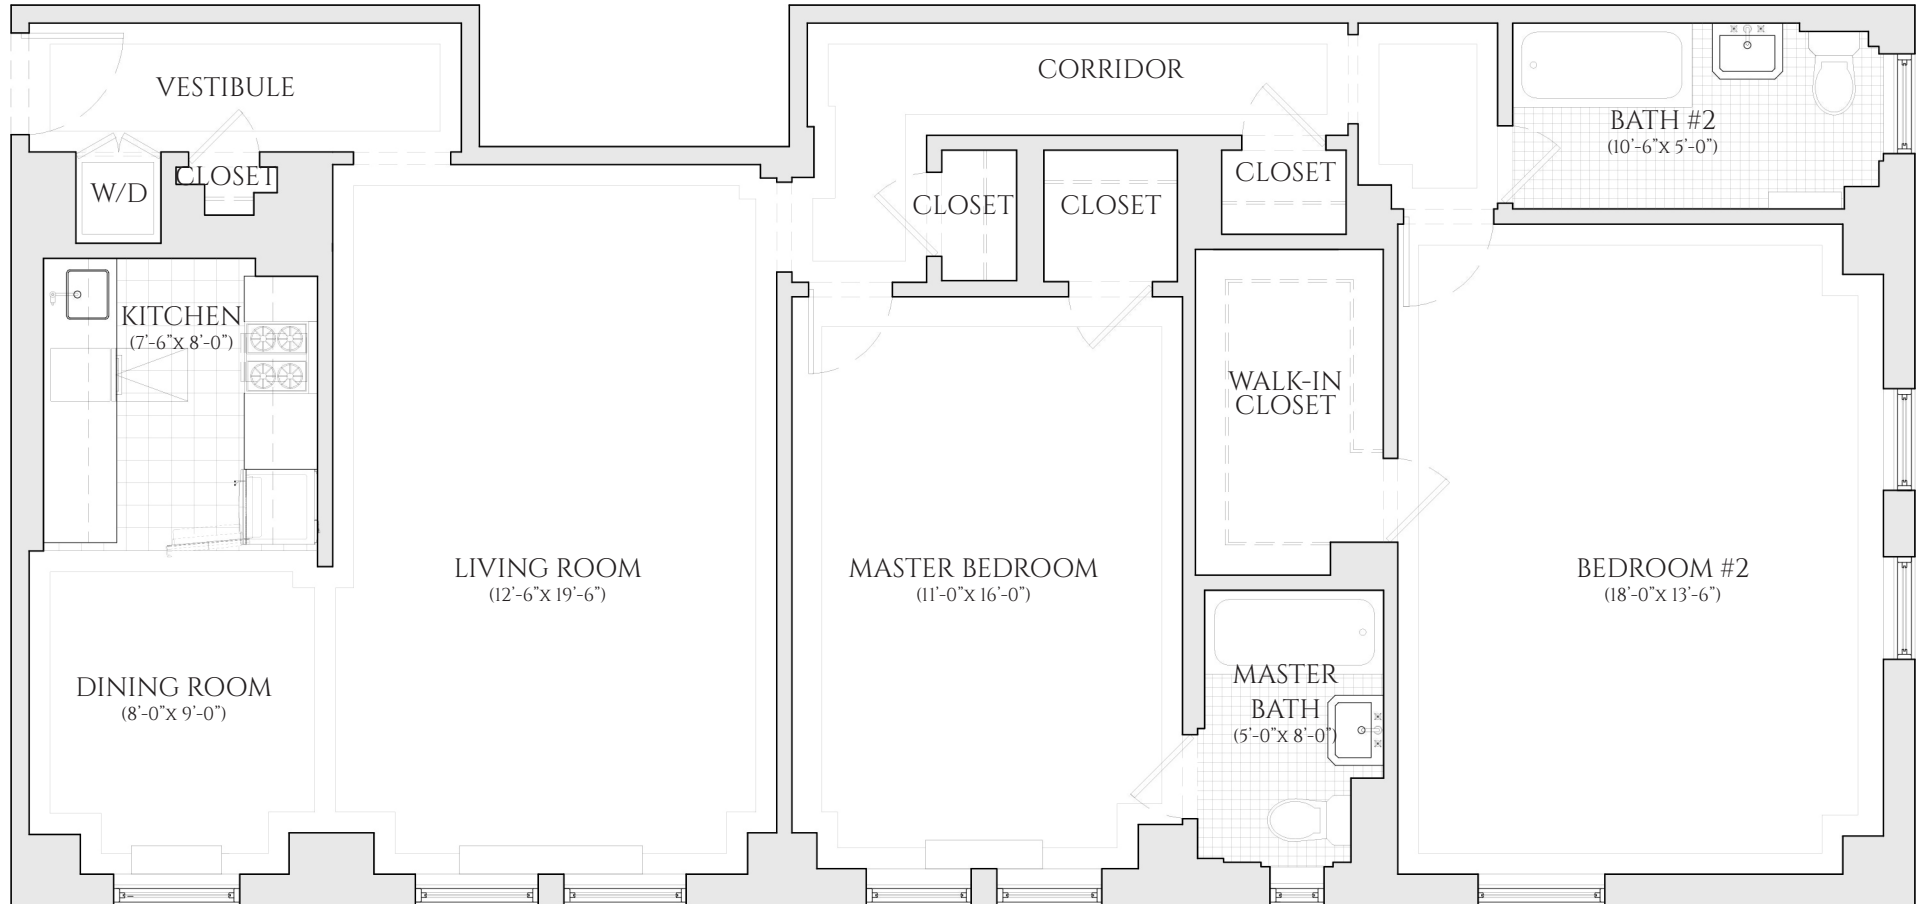 VESTIBULE
CORRIDOR
BATH #2
(10'-6"X 5'-0")
W/D
CLOSET
CLOSET
CLOSET
CLOSET
KITCHEN
(7'-6"X 8'-0")
WALK-IN
CLOSET
LIVING ROOM
(12'-6"X 19'-6")
MASTER BEDROOM
(11'-0"X 16'-0")
BEDROOM #2
(18'-0"X 13'-6")
DINING ROOM
(8'-0"X 9'-0")
MASTER
BATH
(5'-0"X 8'-0")